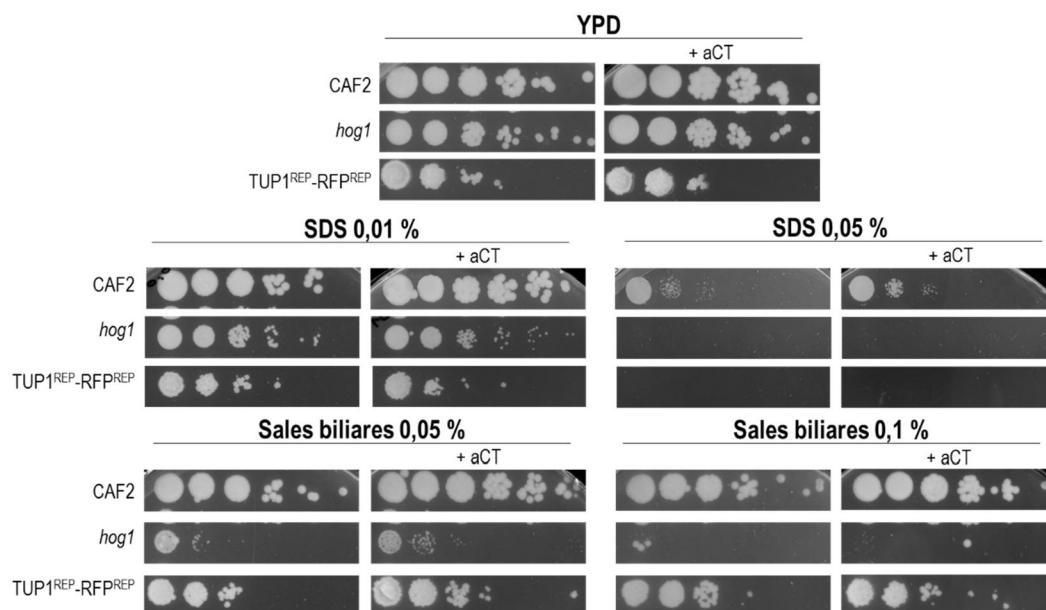 YPD
+ aCT
CAF2
hog1
TUP1REP-RFPREP
SDS 0,01 %
SDS 0,05 %
+ aCT
+ aCT
CAF2
hog1
TUP1REP-RFPREP
Sales biliares 0,05 %
Sales biliares 0,1 %
+ aCT
+ aCT
CAF2
hog1
TUP1REP-RFPREP